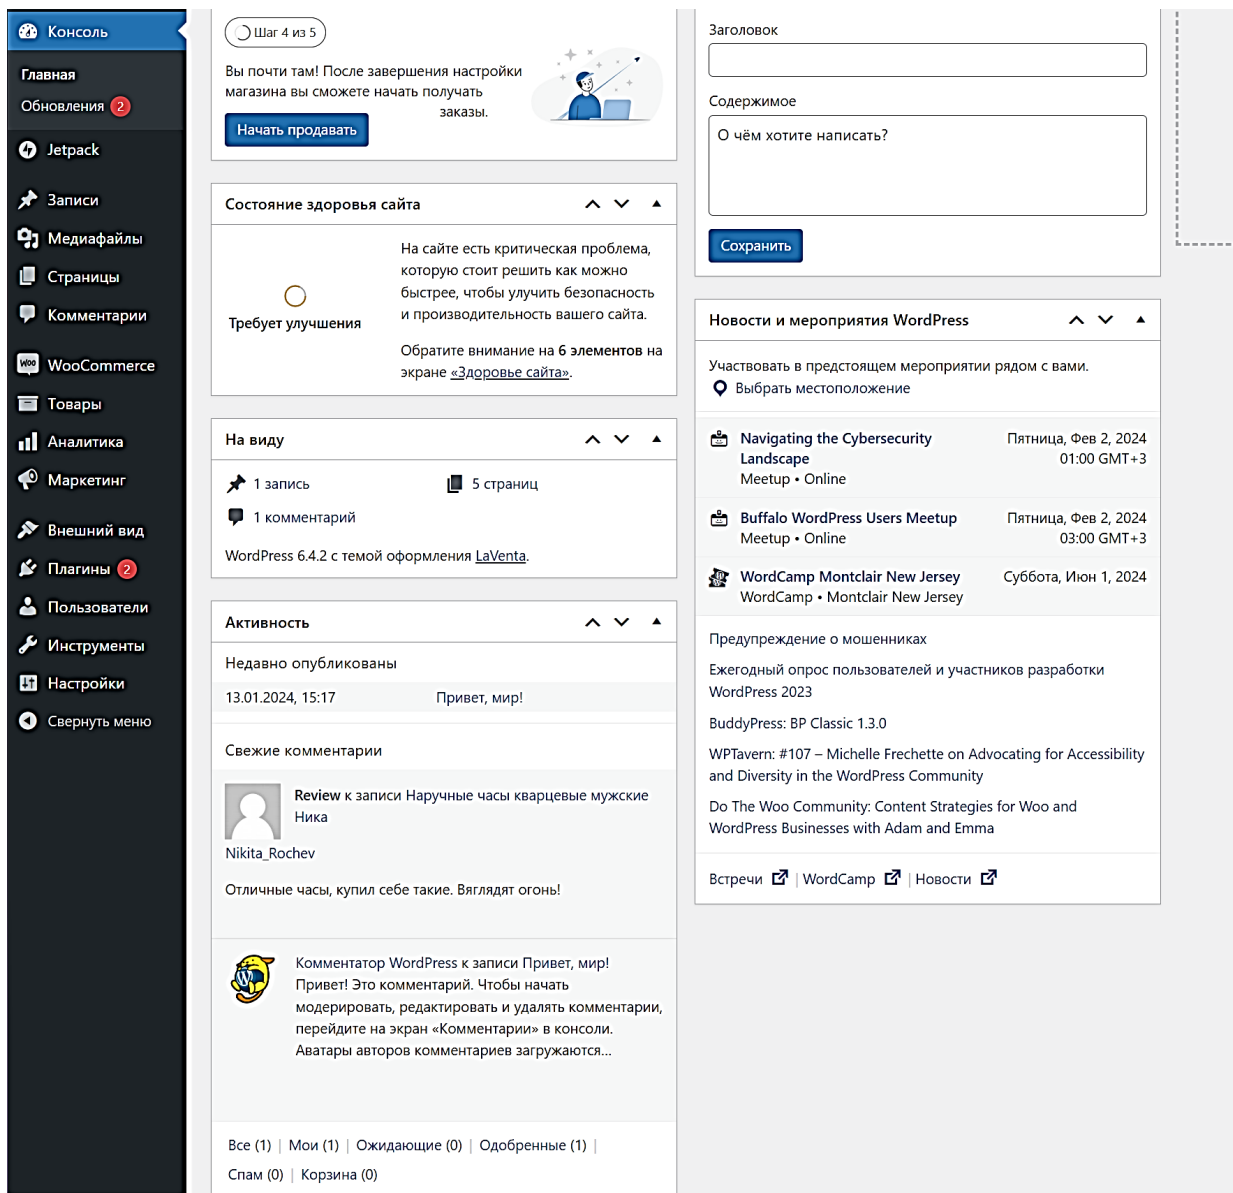 Консоль
Главная
Обновления 2
Jetpack
Записи
Медиафайлы
Страницы
Комментарии
WooCommerce
Товары
Аналитика
Маркетинг
Внешний вид
Плагины 2
Пользователи
Инструменты
Настройки
Свернуть меню
Шаг 4 из 5
Вы почти там! После завершения настройки
магазина вы сможете начать получать
заказы.
Начать продавать
Состояние здоровья сайта
Требует улучшения
На сайте есть критическая проблема,
которую стоит решить как можно
быстрее, чтобы улучшить безопасность
и производительность вашего сайта.
Обратите внимание на 6 элементов на
экране «Здоровье сайта».
На виду
1 запись
5 страниц
1 комментарий
WordPress 6.4.2 с темой оформления LaVenta.
Активность
Недавно опубликованы
13.01.2024, 15:17 Привет, мир!
Свежие комментарии
Review к записи Наручные часы кварцевые мужские
Ника
Nikita_Rochev
Отличные часы, купил себе такие. Вяглядят огонь!
Комментатор WordPress к записи Привет, мир!
Привет! Это комментарий. Чтобы начать
модерировать, редактировать и удалять комментарии,
перейдите на экран «Комментарии» в консоли.
Аватары авторов комментариев загружаются...
Все (1) | Мои (1) | Ожидающие (0) | Одобренные (1) |
Спам (0) | Корзина (0)
Заголовок
Содержимое
О чём хотите написать?
Сохранить
Новости и мероприятия WordPress
Участвовать в предстоящем мероприятии рядом с вами.
Выбрать местоположение
Navigating the Cybersecurity
Landscape
Meetup • Online
Пятница, Фев 2, 2024
01:00 GMT+3
Buffalo WordPress Users Meetup
Meetup • Online
Пятница, Фев 2, 2024
03:00 GMT+3
WordCamp Montclair New Jersey
WordCamp • Montclair New Jersey
Суббота, Июн 1, 2024
Предупреждение о мошенниках
Ежегодный опрос пользователей и участников разработки
WordPress 2023
BuddyPress: BP Classic 1.3.0
WPTavern: #107 – Michelle Frechette on Advocating for Accessibility
and Diversity in the WordPress Community
Do The Woo Community: Content Strategies for Woo and
WordPress Businesses with Adam and Emma
Встречи | WordCamp | Новости